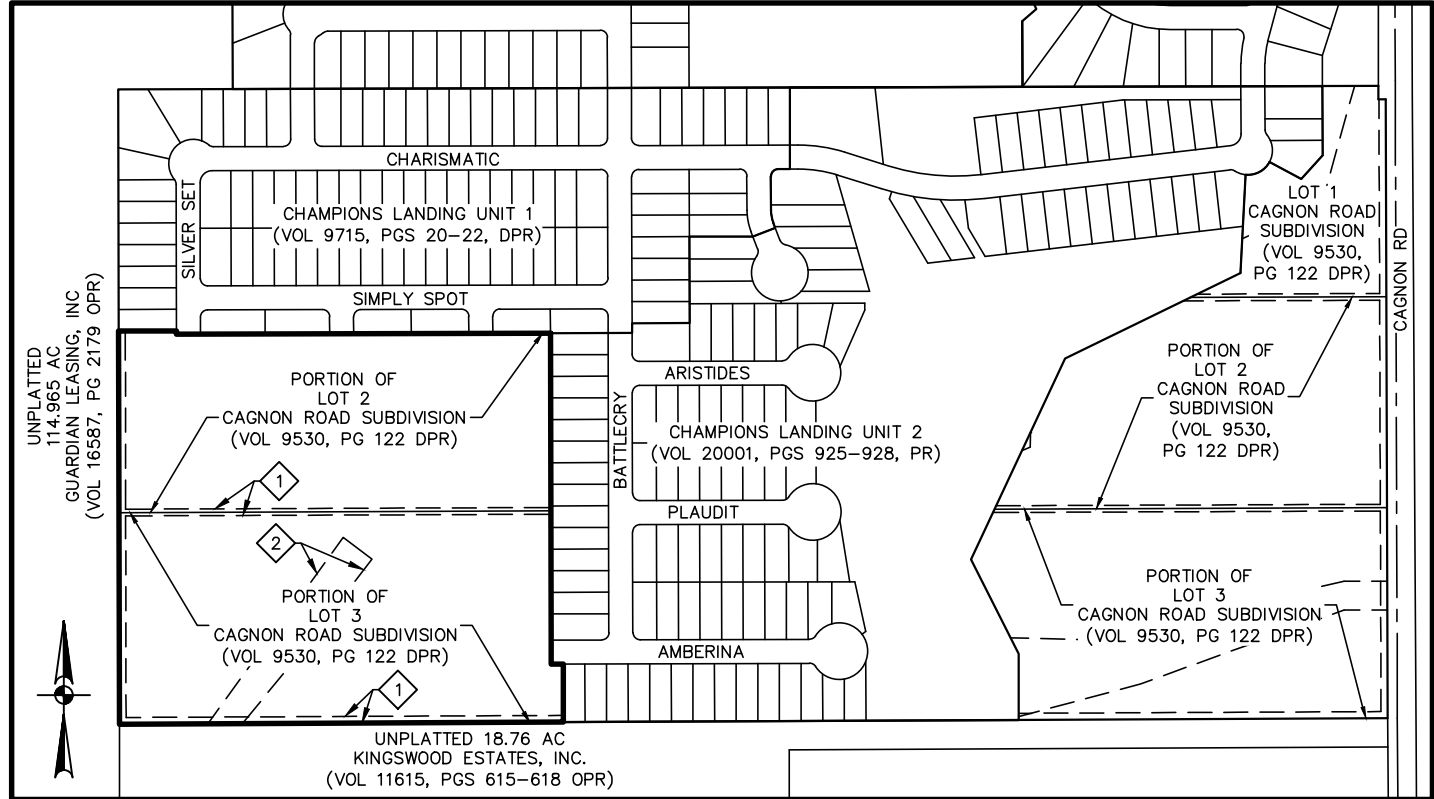 CHARISMATIC
SILVER SET
CHAMPIONS LANDING UNIT 1
(VOL 9715, PGS 20-22, DPR)
SIMPLY SPOT
LOT 1
CAGNON ROAD
SUBDIVISION
(VOL 9530,
PG 122 DPR)
CAGNON RD
UNPLATTED
114.965 AC
GUARDIAN LEASING, INC
(VOL 16587, PG 2179 OPR)
PORTION OF
LOT 2
CAGNON ROAD SUBDIVISION
(VOL 9530, PG 122 DPR)
1
2
PORTION OF
LOT 3
CAGNON ROAD SUBDIVISION
(VOL 9530, PG 122 DPR)
1
BATTLECRY
ARISTIDES
CHAMPIONS LANDING UNIT 2
(VOL 20001, PGS 925-928, PR)
PLAUDIT
AMBERINA
PORTION OF
LOT 2
CAGNON ROAD
SUBDIVISION
(VOL 9530,
PG 122 DPR)
PORTION OF
LOT 3
CAGNON ROAD SUBDIVISION
(VOL 9530, PG 122 DPR)
UNPLATTED 18.76 AC
KINGSWOOD ESTATES, INC.
(VOL 11615, PGS 615-618 OPR)